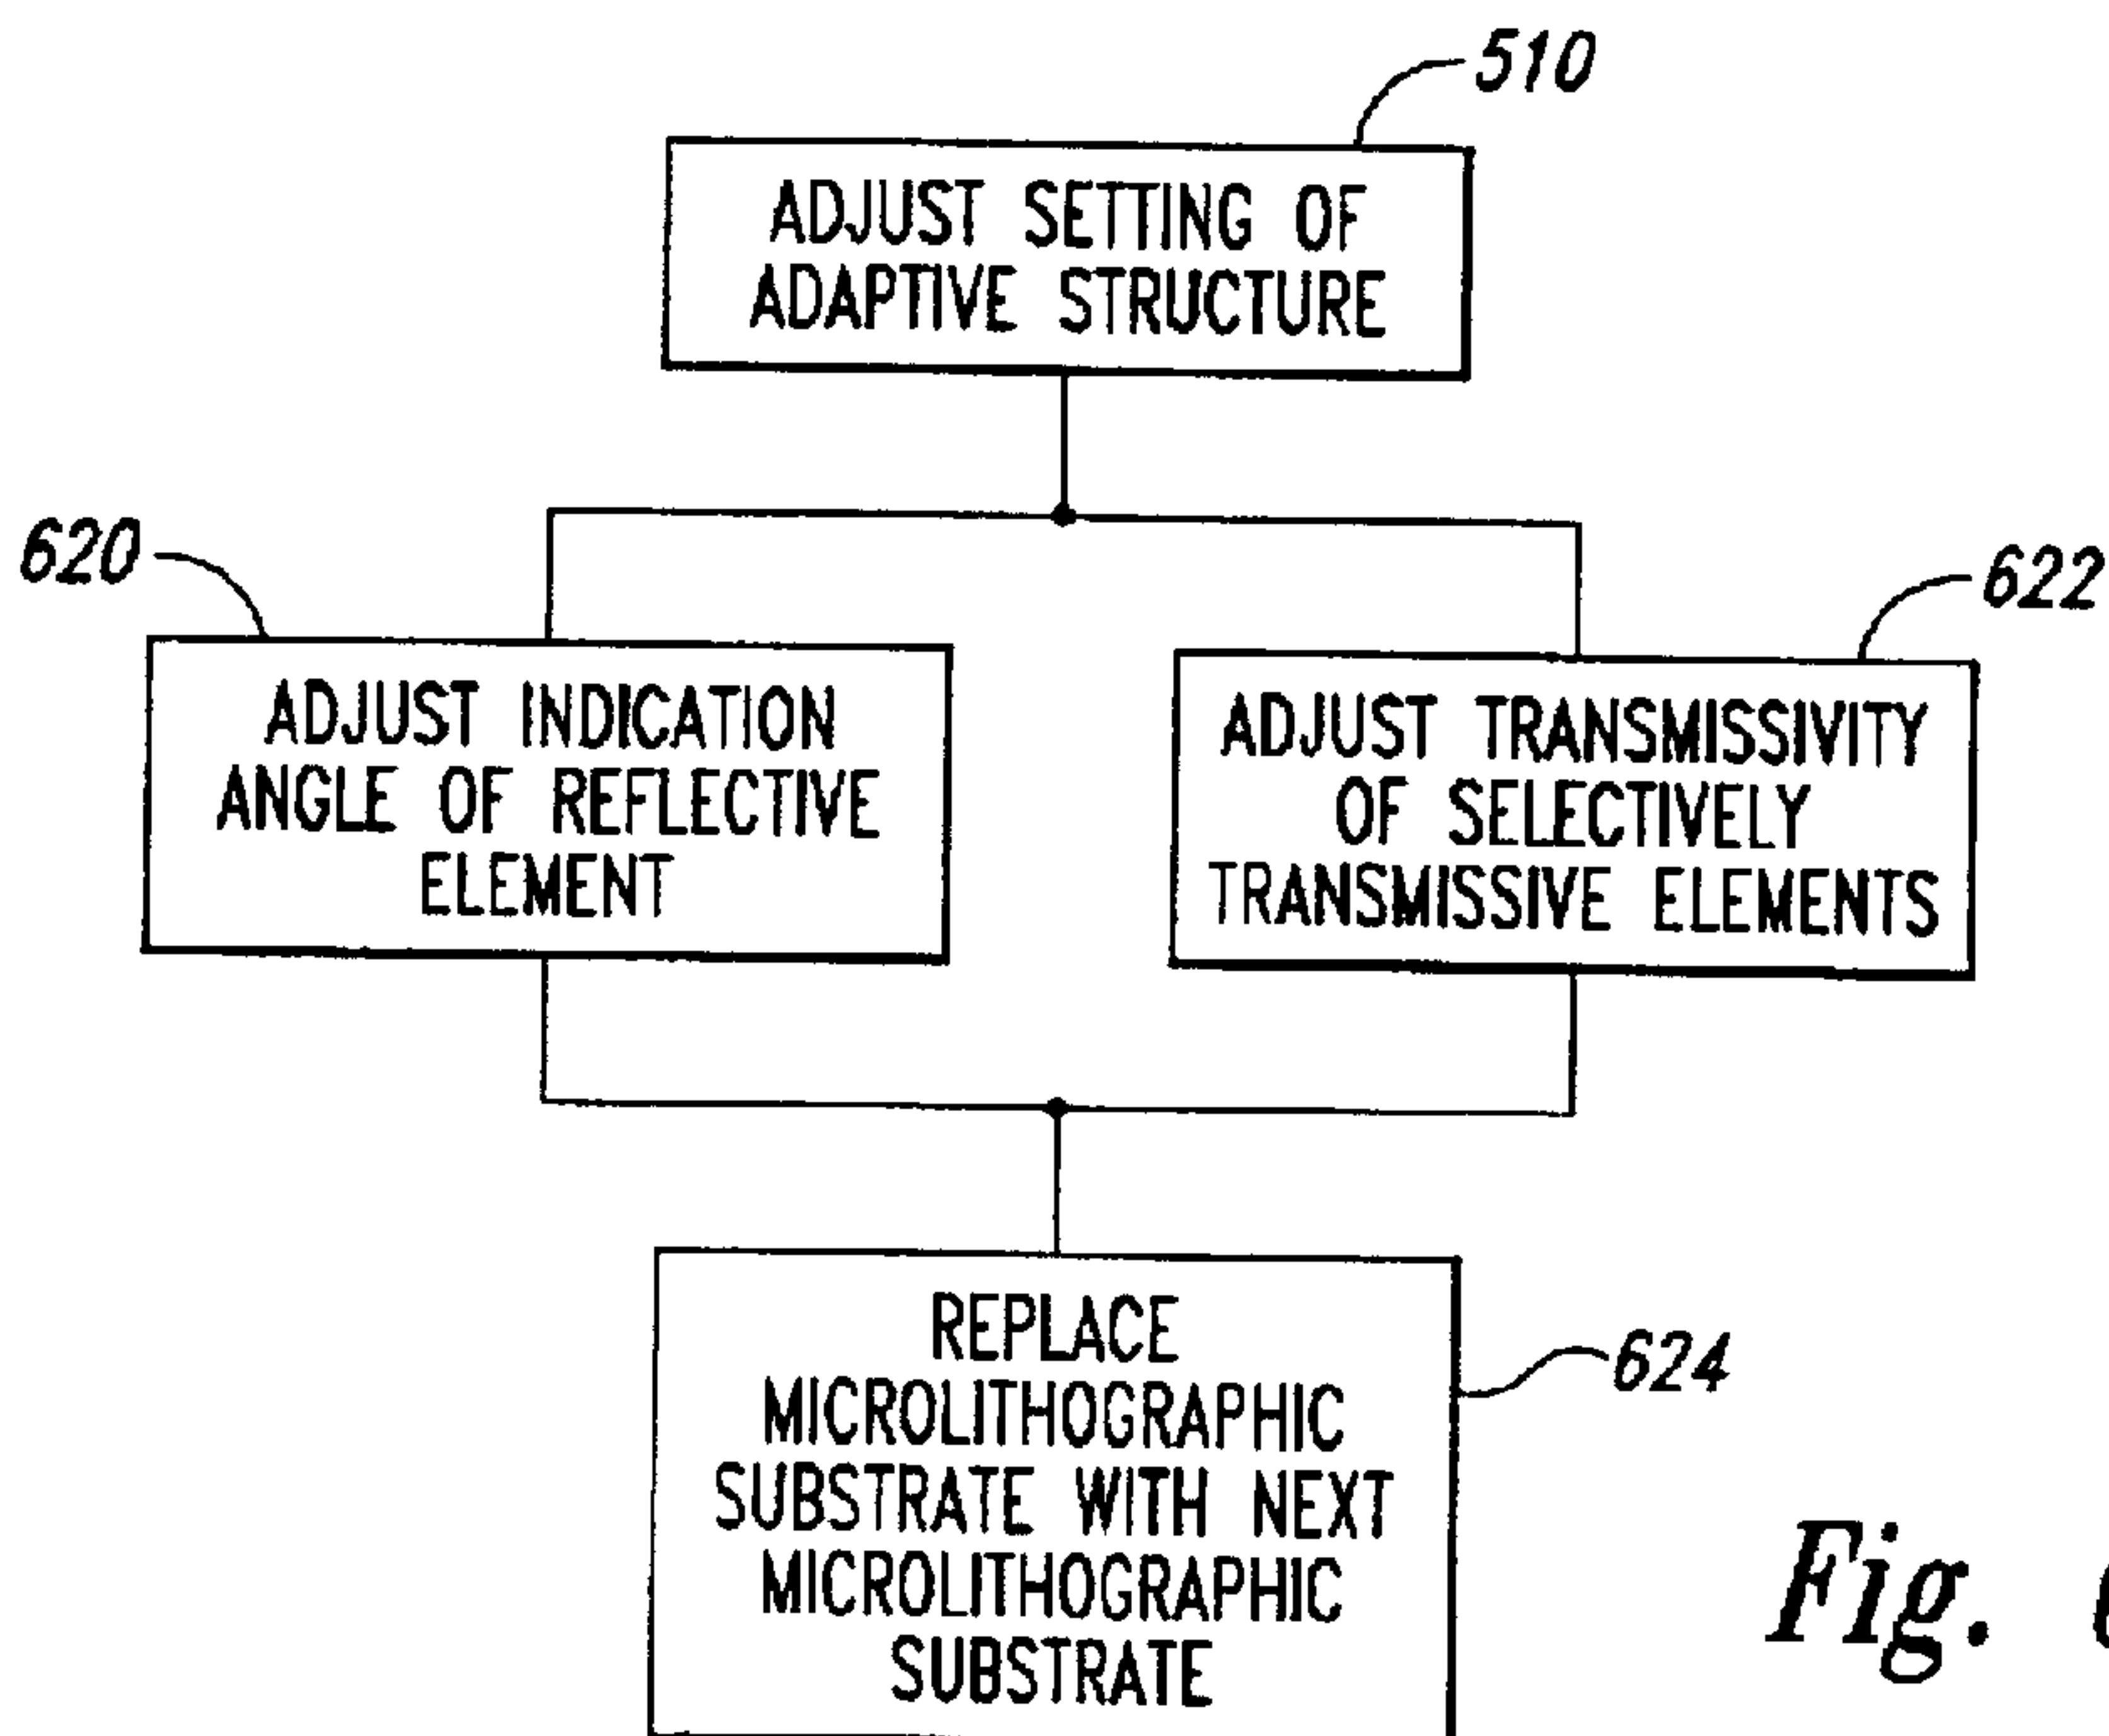 510
ADJUST SETTING OF
ADAPTIVE STRUCTURE
620
622
ADJUST INDICATION
ANGLE OF REFLECTIVE
ELEMENT
ADJUST TRANSMISSIVITY
OF SELECTIVELY
TRANSMISSIVE ELEMENTS
REPLACE
MICROLITHOGRAPHIC
SUBSTRATE WITH NEXT
MICROLITHOGRAPHIC
SUBSTRATE
624
Fig.